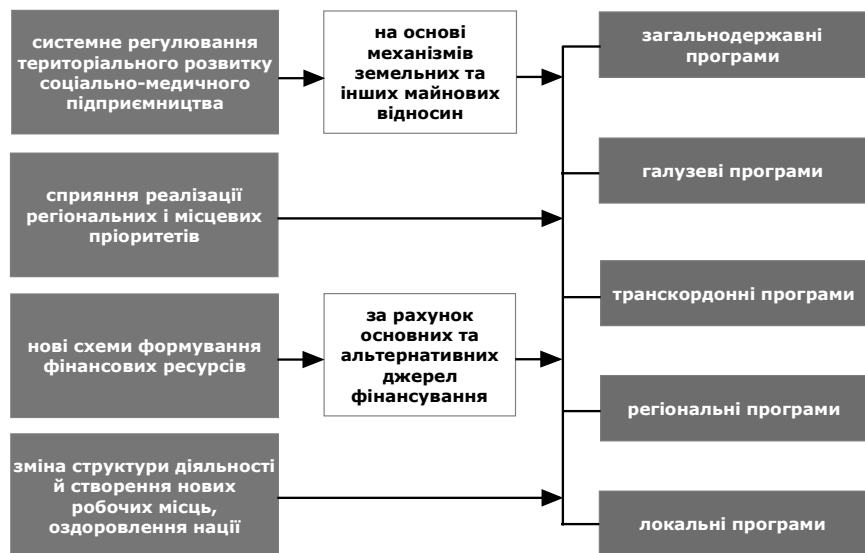 системне регулювання
територіального розвитку
соціально-медичного
підприємництва
на основі
механізмів
земельних та
інших майнових
відносин
загальнодержавні
програми
сприяння реалізації
регіональних і місцевих
пріоритетів
галузеві програми
транскордонні програми
нові схеми формування
фінансових ресурсів
за рахунок
основних та
альтернативних
джерел
фінансування
регіональні програми
зміна структури діяльності
й створення нових
робочих місць,
оздоровлення нації
локальні програми